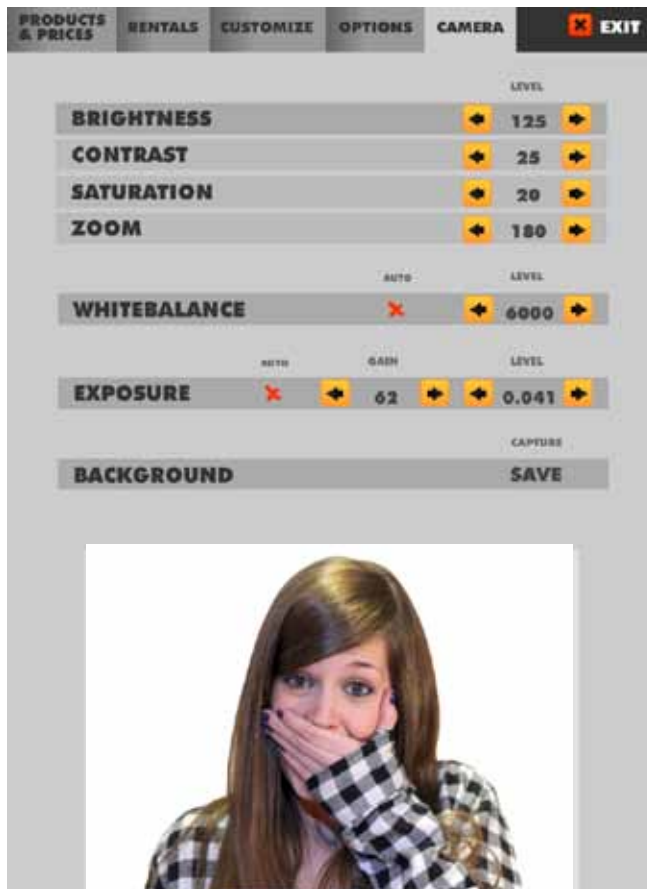 PRODUCTS & PRICES
RENTALS
CUSTOMIZE
OPTIONS
CAMERA
EXIT
LEVEL
BRIGHTNESS 125
CONTRAST 25
SATURATION 20
ZOOM 180
AUTO LEVEL
WHITEBALANCE 6000
AUTO GAIN LEVEL
EXPOSURE 62 0.041
CAPTURE
BACKGROUND SAVE